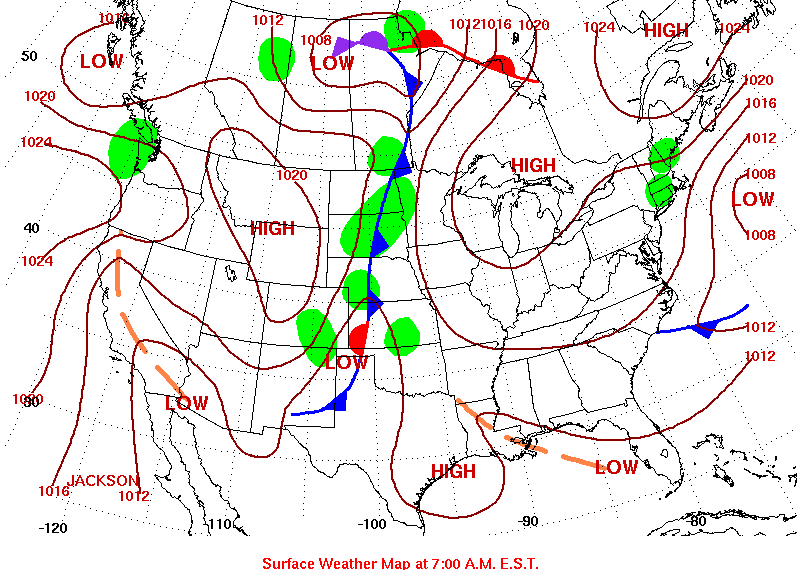 1016 1012 1012 1016 1020 1024 HIGH 1024
1008
50 LOW LOW
1020
1020 1016
1024 1012
HIGH
1020 1008
LOW
40 HIGH
1008
1024
1012
LOW 1012
1020 30 LOW
HIGH LOW
1016 JACKSON 1012
-120 -110 -100 -90 -80
Surface Weather Map at 7:00 A.M. E.S.T.